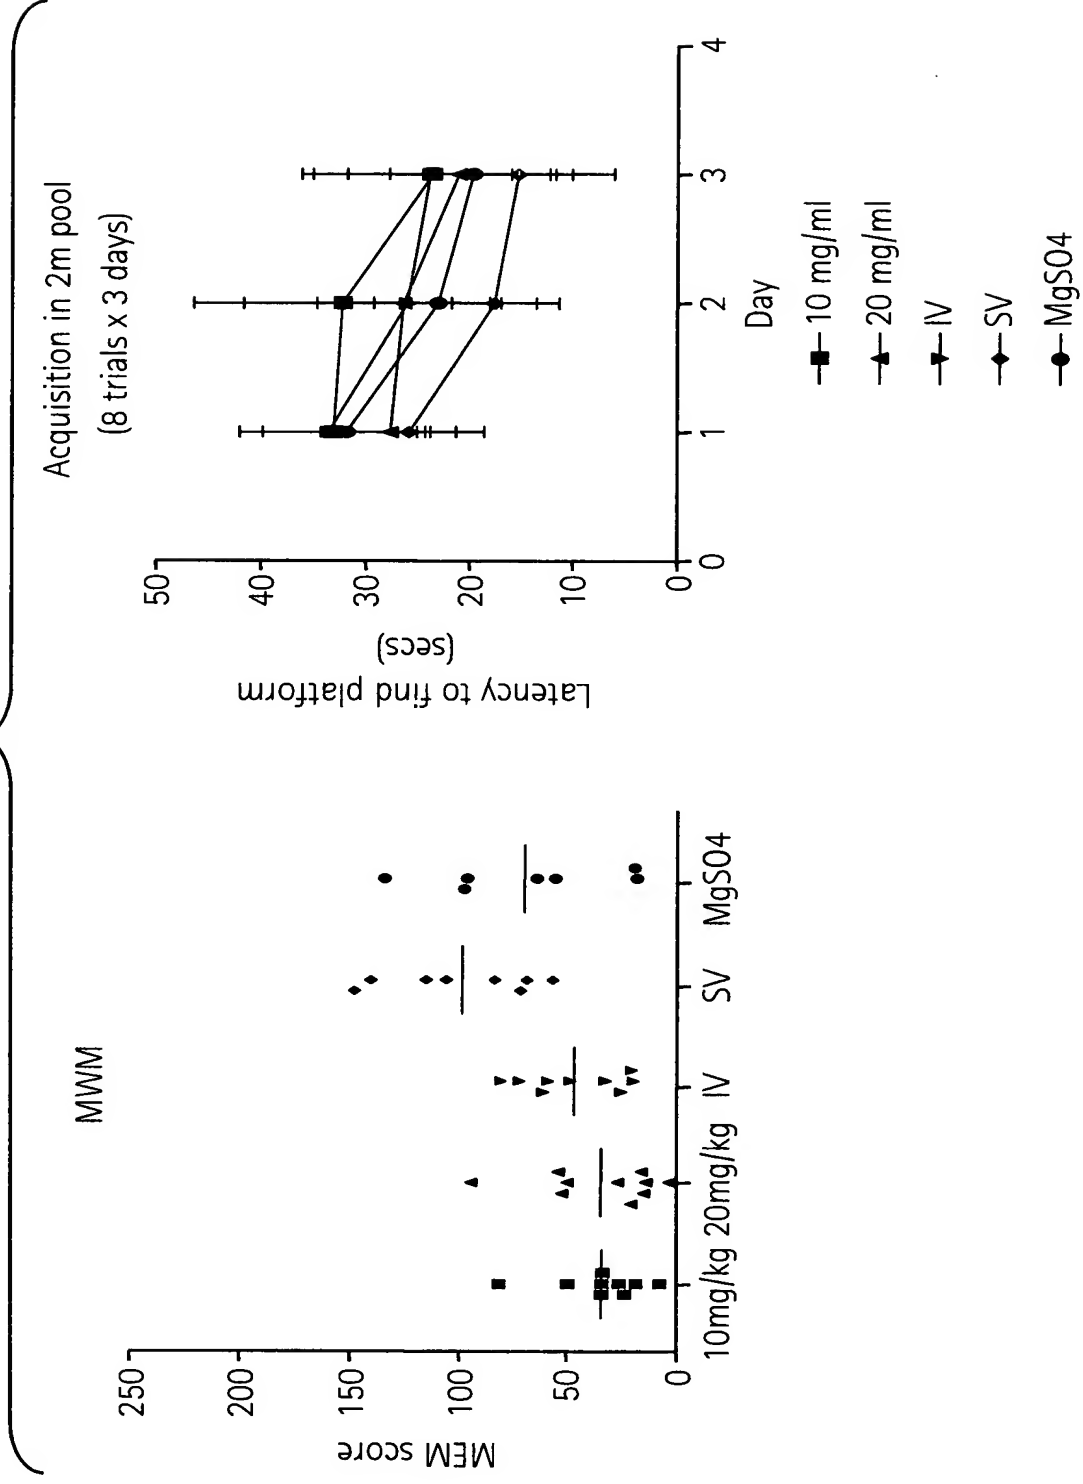 MWM
MEM score
250
200
150
100
50
0
10mg/kg 20mg/kg IV SV MgSO4
Acquisition in 2m pool
(8 trials x 3 days)
Latency to find platform
(secs)
50
40
30
20
10
0
0 1 2 3 4
Day
10 mg/ml
20 mg/ml
IV
SV
MgSO4